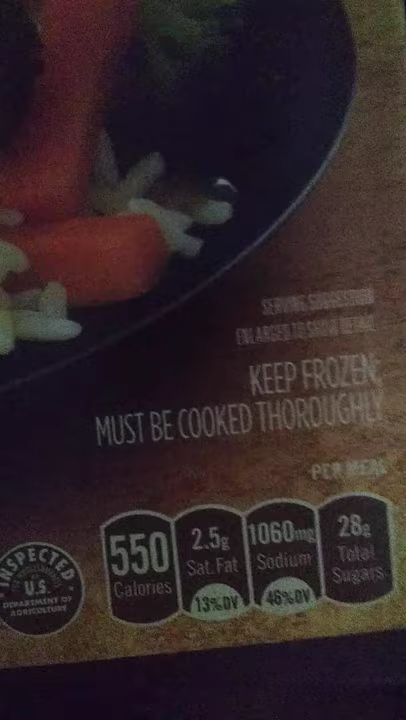 SERVING SUGGESTION
ENLARGED TO SHOW DETAIL
KEEP FROZEN;
MUST BE COOKED THOROUGHLY
PER MEAL
550
Calories
2.5g
Sat. Fat
13% DV
1060mg
Sodium
46% DV
28g
Total
Sugars
INSPECTED
U.S.
DEPARTMENT OF
AGRICULTURE